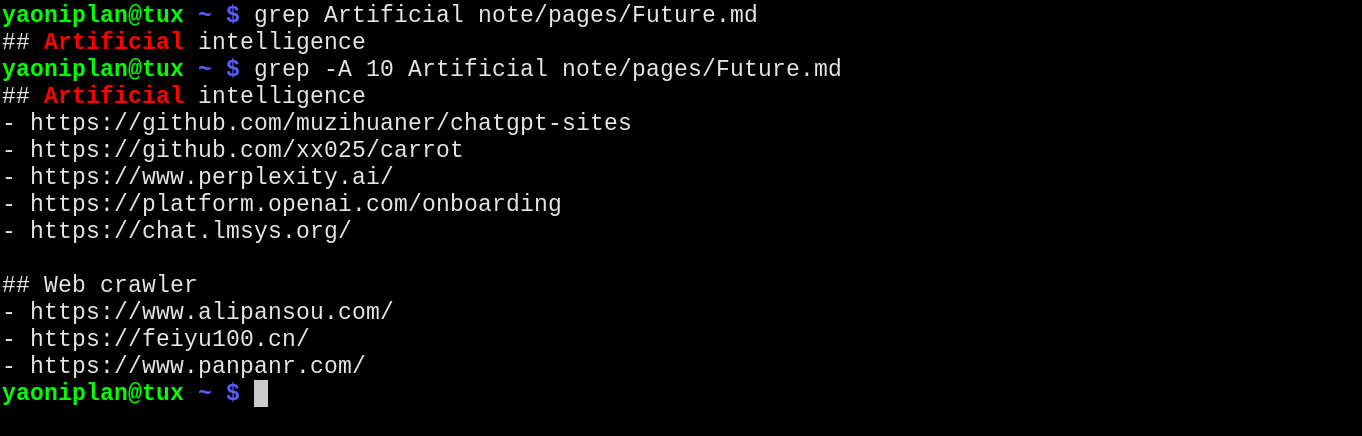 yaoniplan@tux ~ $ grep Artificial note/pages/Future.md
## Artificial intelligence
yaoniplan@tux ~ $ grep -A 10 Artificial note/pages/Future.md
## Artificial intelligence
- https://github.com/muzihuaner/chatgpt-sites
- https://github.com/xx025/carrot
- https://www.perplexity.ai/
- https://platform.openai.com/onboarding
- https://chat.lmsys.org/

## Web crawler
- https://www.alipansou.com/
- https://feiyu100.cn/
- https://www.panpanr.com/
yaoniplan@tux ~ $